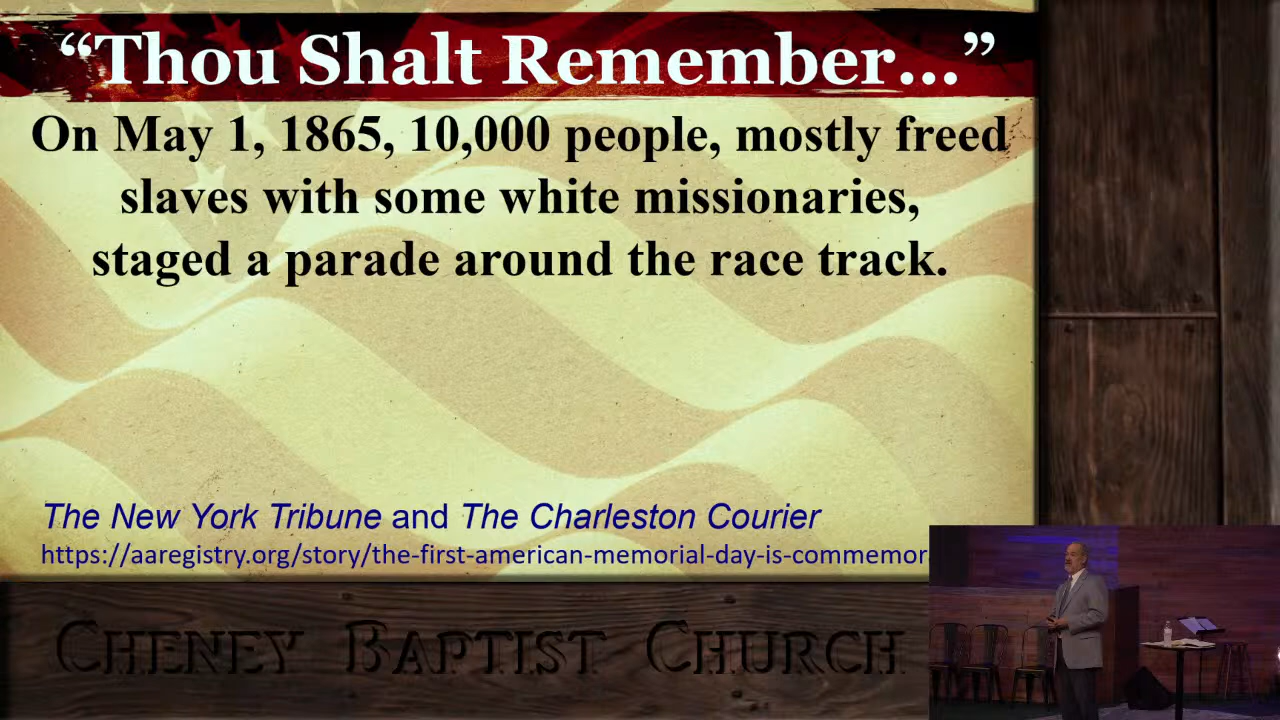 “Thou Shalt Remember...”
On May 1, 1865, 10,000 people, mostly freed
slaves with some white missionaries,
staged a parade around the race track.
The New York Tribune and The Charleston Courier
https://aaregistry.org/story/the-first-american-memorial-day-is-commemor
Cheney Baptist Church